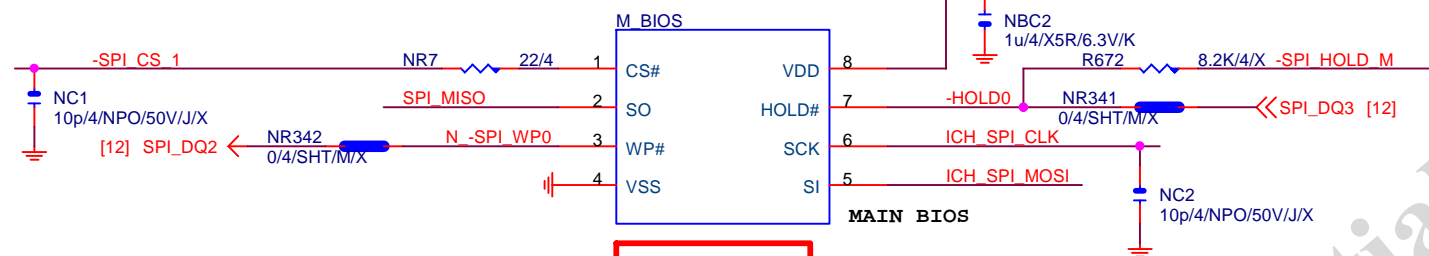 M_BIOS
NBC2
1u/4/X5R/6.3V/K
-SPI_CS_1 NR7 22/4 1 CS# VDD 8 R672 8.2K/4/X -SPI_HOLD_M
NC1
10p/4/NPO/50V/J/X
SPI_MISO 2 SO HOLD# 7 -HOLD0 NR341 SPI_DQ3 [12]
0/4/SHT/M/X
[12] SPI_DQ2 NR342 N_-SPI_WP0 3 WP# SCK 6 ICH_SPI_CLK
0/4/SHT/M/X
4 VSS SI 5 ICH_SPI_MOSI
NC2
10p/4/NPO/50V/J/X
MAIN BIOS